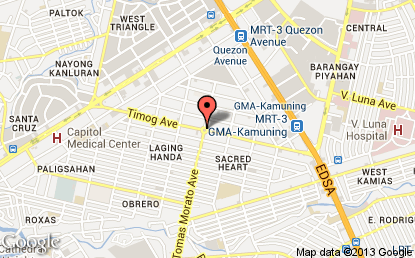 PALTOK
WEST
TRIANGLE
MRT-3 Quezon
Avenue
Quezon
Avenue
CENTRAL
NAYONG
KANLURAN
BARANGAY
PIYAHAN
V. Luna Ave
GMA-Kamuning
MRT-3
GMA-Kamuning
Timog Ave
SANTA
CRUZ
H
Capitol
Medical Center
V. Luna
Hospital
H
LAGING
HANDA
SACRED
HEART
PALIGSAHAN
EDSA
WEST
KAMIAS
OBRERO
ROXAS
Tomas Morato Ave
E. RODRIG
Cathedral
Google
Map data ©2013 Google